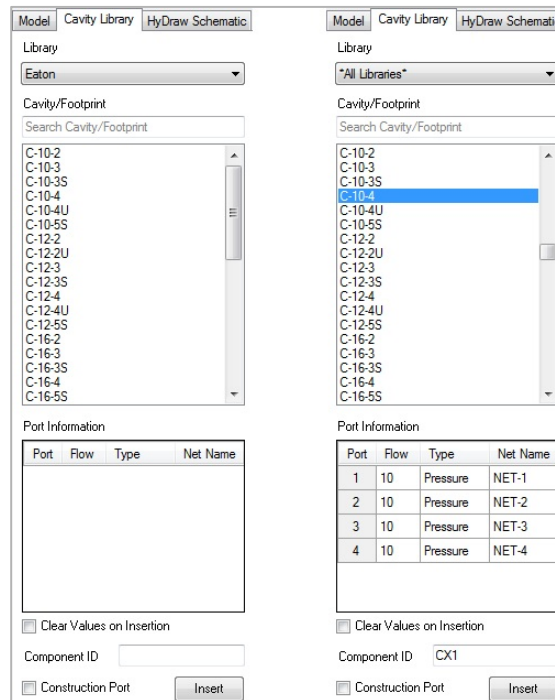 Model Cavity Library HyDraw Schematic
Library
Eaton
Cavity/Footprint
Search Cavity/Footprint
C-10-2
C-10-3
C-10-3S
C-10-4
C-10-4U
C-10-5S
C-12-2
C-12-2U
C-12-3
C-12-3S
C-12-4
C-12-4U
C-12-5S
C-16-2
C-16-3
C-16-3S
C-16-4
C-16-5S
Port Information
Port Flow Type Net Name
Clear Values on Insertion
Component ID
Construction Port Insert
Model Cavity Library HyDraw Schemati
Library
*All Libraries*
Cavity/Footprint
Search Cavity/Footprint
C-10-2
C-10-3
C-10-3S
C-10-4
C-10-4U
C-10-5S
C-12-2
C-12-2U
C-12-3
C-12-3S
C-12-4
C-12-4U
C-12-5S
C-16-2
C-16-3
C-16-3S
C-16-4
C-16-5S
Port Information
Port Flow Type Net Name
1 10 Pressure NET-1
2 10 Pressure NET-2
3 10 Pressure NET-3
4 10 Pressure NET-4
Clear Values on Insertion
Component ID CX1
Construction Port Insert